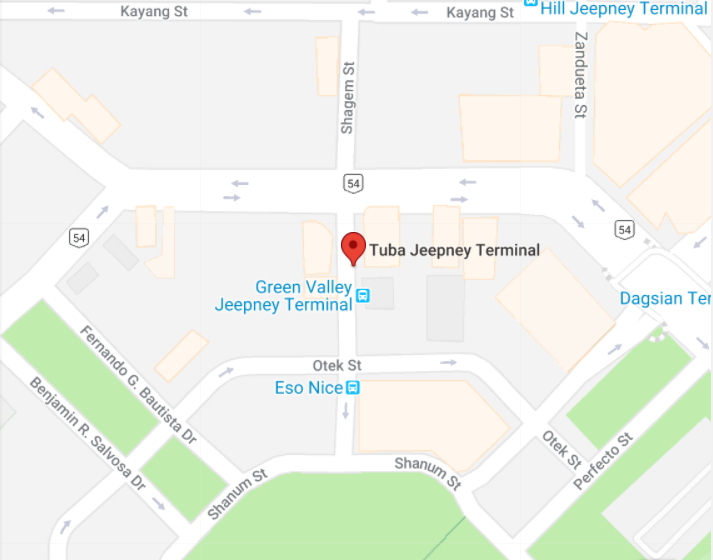 Kayang St
Kayang St
Hill Jeepney Terminal
Zandueta St
Shagem St
54
54
54
Tuba Jeepney Terminal
Green Valley
Jeepney Terminal
Dagsian Ter
Fernando G. Bautista Dr
Otek St
Eso Nice
Benjamin R. Salvosa Dr
Shanum St
Shanum St
Otek St
Perfecto St